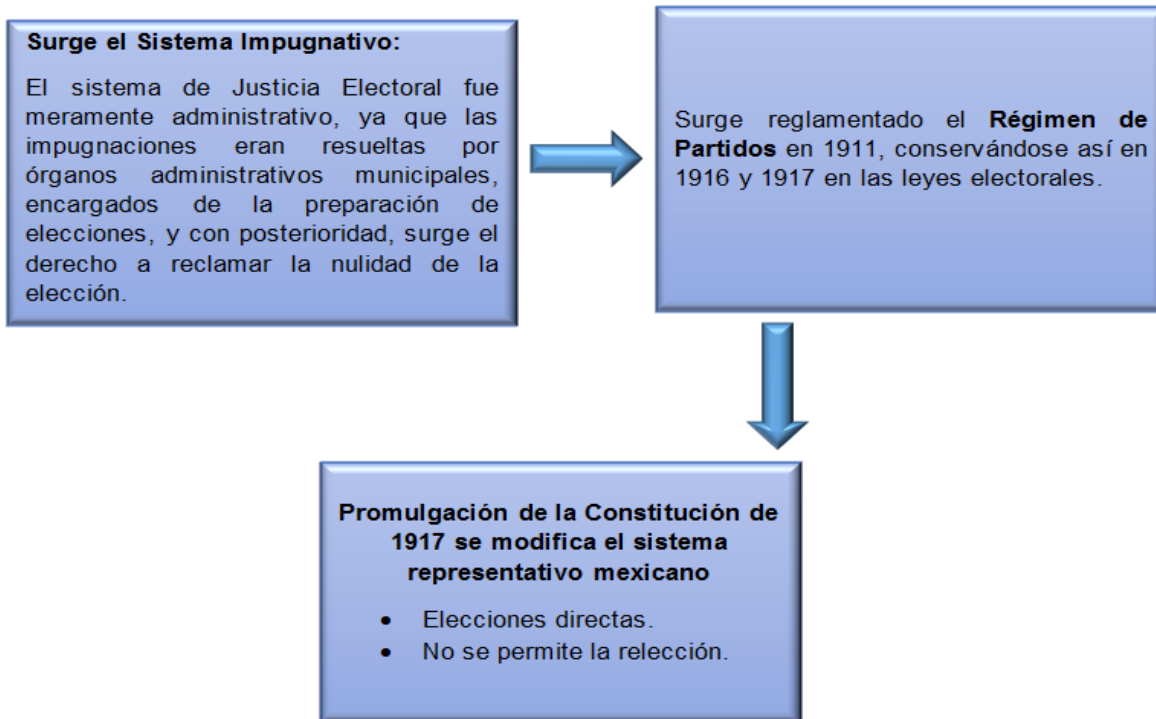 Surge el Sistema Impugnativo:
El sistema de Justicia Electoral fue
meramente administrativo, ya que las
impugnaciones eran resueltas por
órganos administrativos municipales,
encargados de la preparación de
elecciones, y con posterioridad, surge el
derecho a reclamar la nulidad de la
elección.
Surge reglamentado el Régimen de
Partidos en 1911, conservándose así en
1916 y 1917 en las leyes electorales.
Promulgación de la Constitución de
1917 se modifica el sistema
representativo mexicano
• Elecciones directas.
• No se permite la relección.